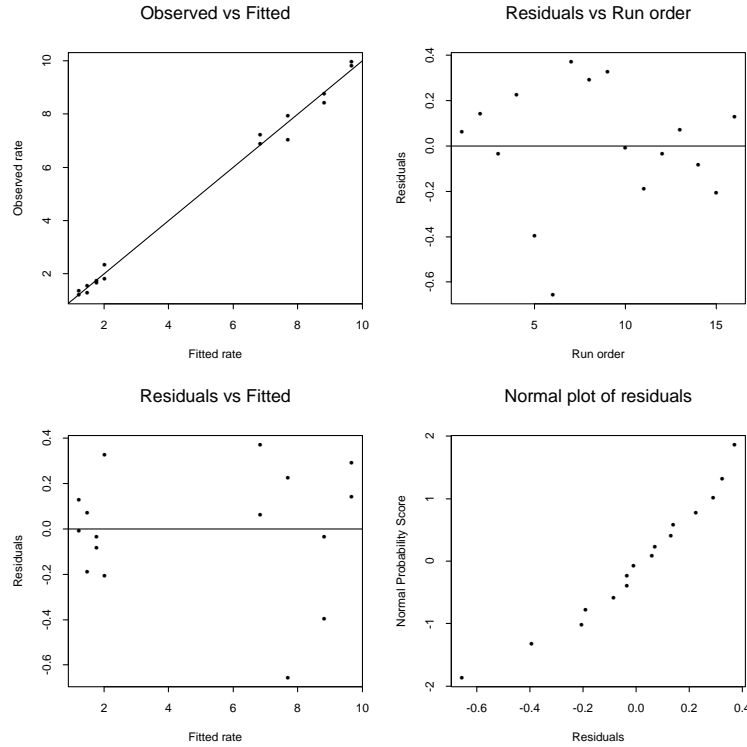 Observed vs Fitted
Observed rate
2 4 6 8 10
2 4 6 8 10
Fitted rate
Residuals vs Run order
Residuals
-0.6 -0.4 -0.2 0.0 0.2 0.4
5 10 15
Run order
Residuals vs Fitted
Residuals
-0.6 -0.4 -0.2 0.0 0.2 0.4
2 4 6 8 10
Fitted rate
Normal plot of residuals
Normal Probability Score
-2 -1 0 1 2
-0.6 -0.4 -0.2 0.0 0.2 0.4
Residuals